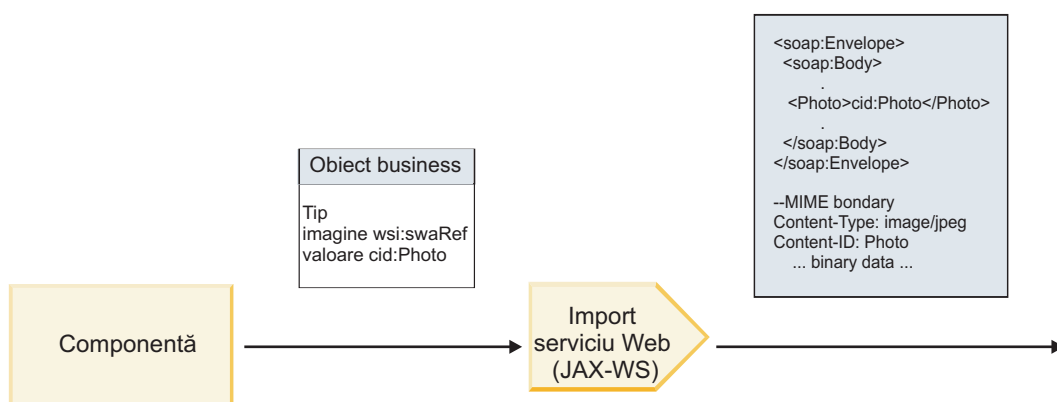 Componentă
Obiect business
Tip
imagine wsi:swaRef
valoare cid:Photo
Import
serviciu Web
(JAX-WS)
<soap:Envelope>
<soap:Body>
.
<Photo>cid:Photo</Photo>
.
</soap:Body>
</soap:Envelope>
--MIME bondary
Content-Type: image/jpeg
Content-ID: Photo
... binary data ...